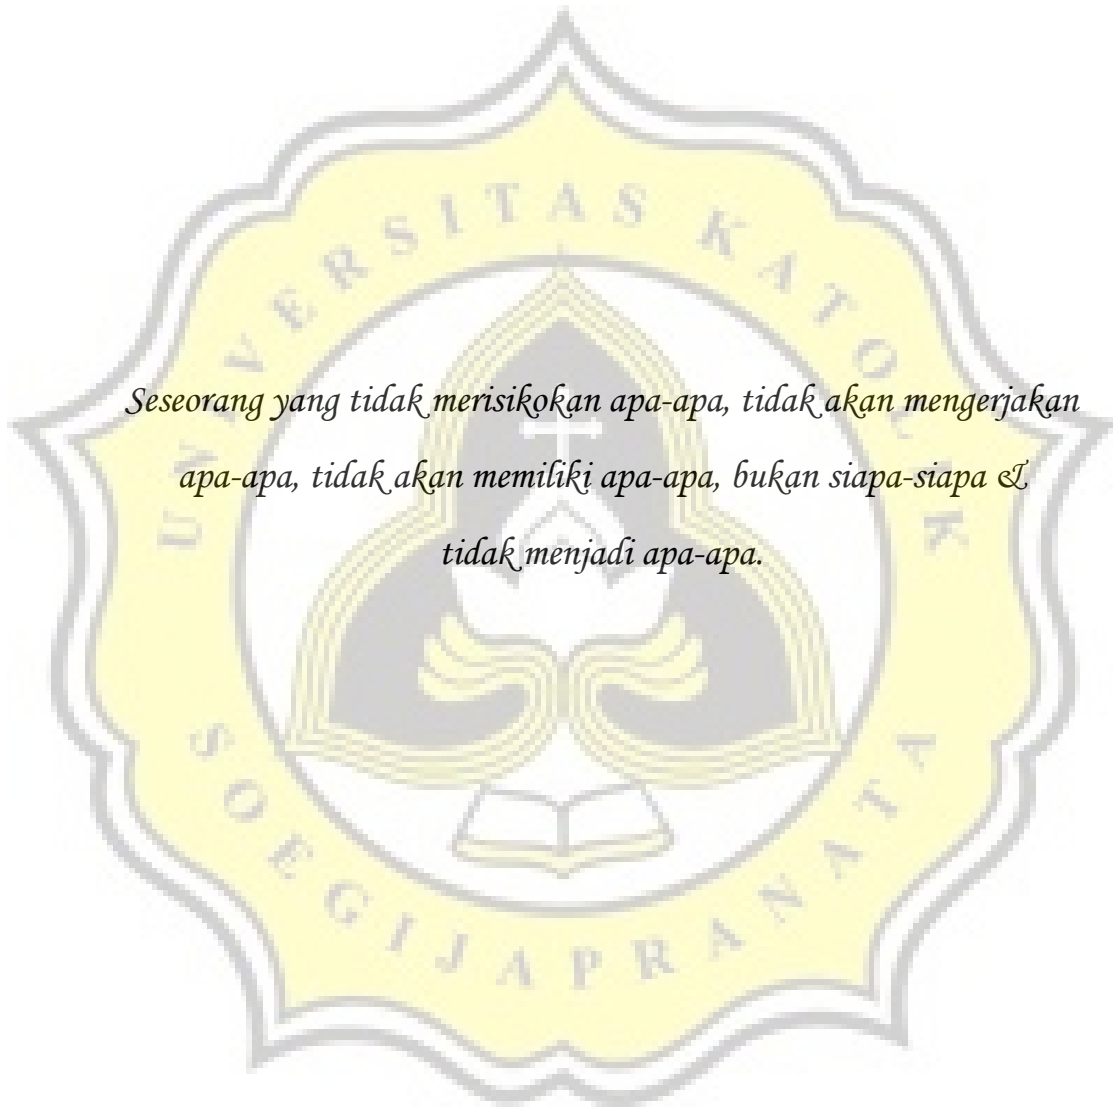 UNIVERSITAS KATOLIK
Seseorang yang tidak merisikokan apa-apa, tidak akan mengerjakan
apa-apa, tidak akan memiliki apa-apa, bukan siapa-siapa &
tidak menjadi apa-apa.
SOEGIJAPRANATA